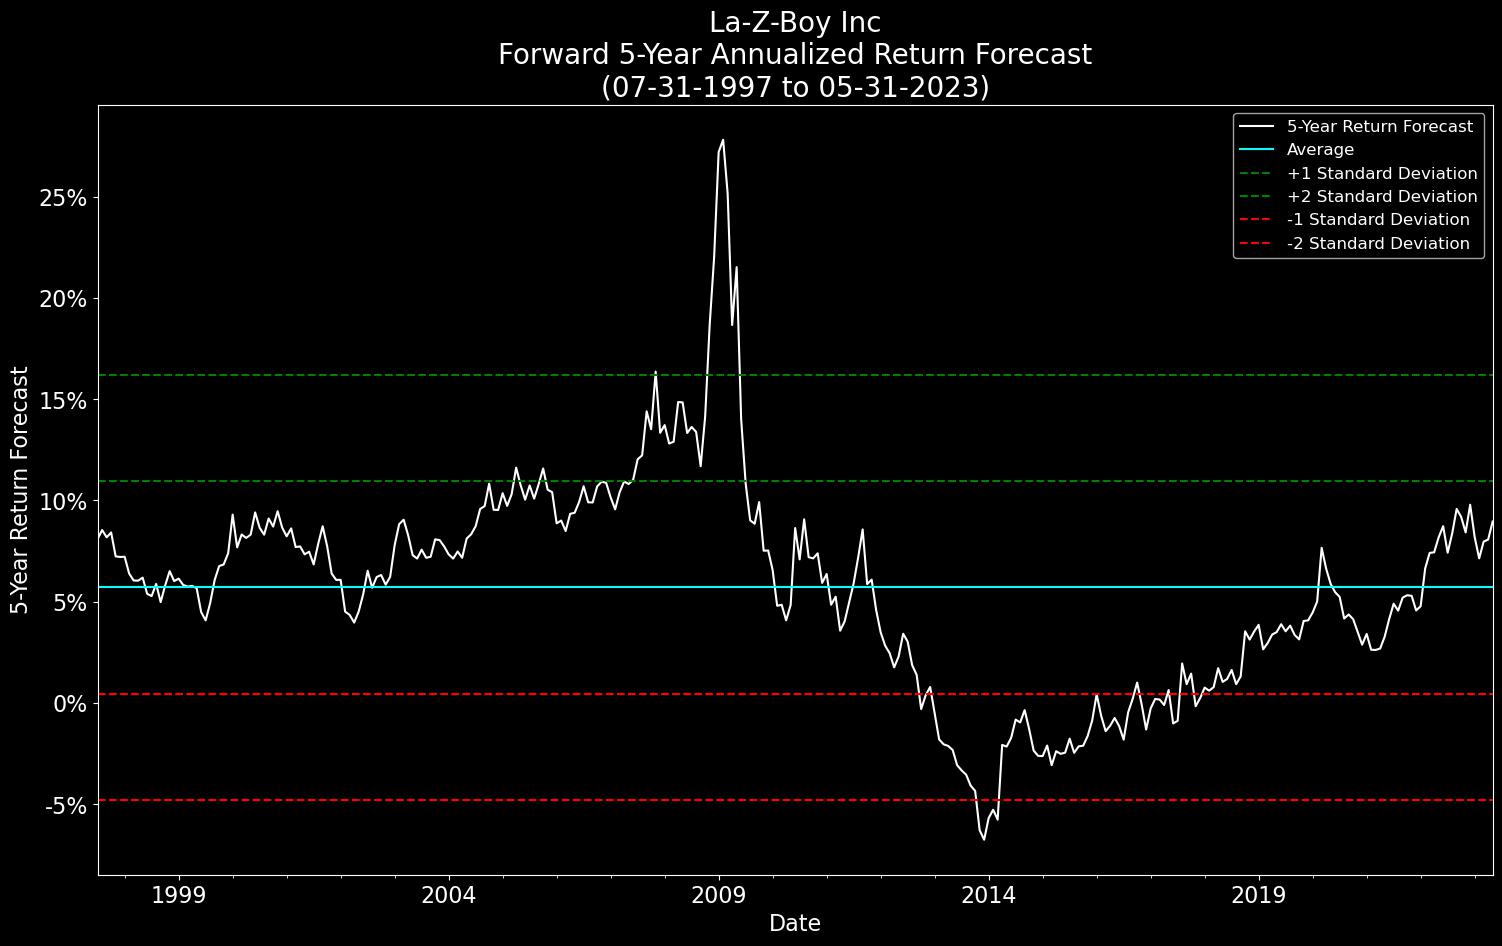 La-Z-Boy Inc
Forward 5-Year Annualized Return Forecast
(07-31-1997 to 05-31-2023)
5-Year Return Forecast
Average
+1 Standard Deviation
+2 Standard Deviation
-1 Standard Deviation
-2 Standard Deviation
5-Year Return Forecast
25%
20%
15%
10%
5%
0%
-5%
1999
2004
2009
2014
2019
Date